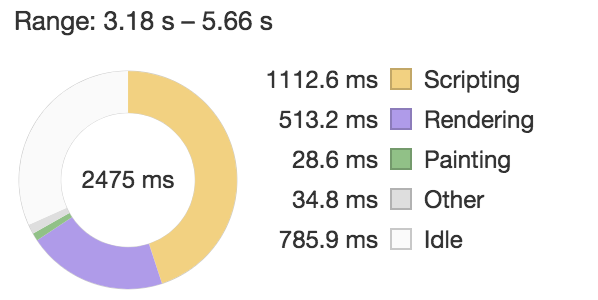 Range: 3.18 s – 5.66 s
1112.6 ms Scripting
513.2 ms Rendering
28.6 ms Painting
34.8 ms Other
785.9 ms Idle
2475 ms